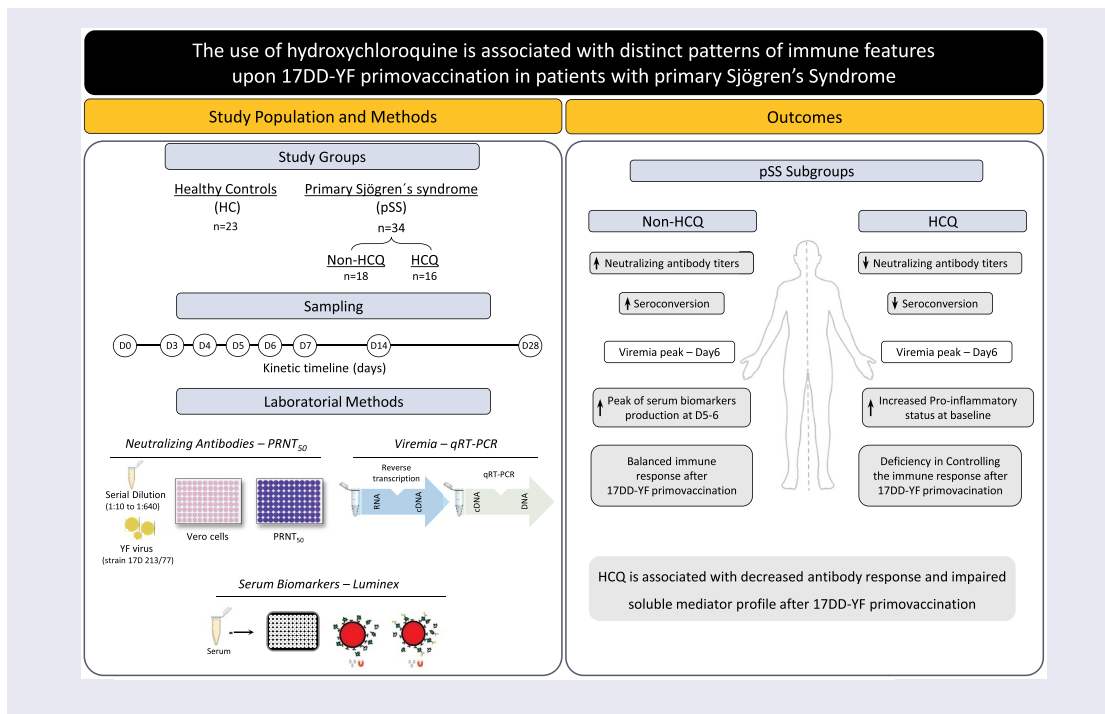 The use of hydroxychloroquine is associated with distinct patterns of immune features
upon 17DD-YF primovaccination in patients with primary Sjögren’s Syndrome
Study Population and Methods
Study Groups
Healthy Controls
(HC)
n=23
Primary Sjögren´s syndrome
(pSS)
n=34
Non-HCQ
n=18
HCQ
n=16
Sampling
D0
D3
D4
D5
D6
D7
D14
D28
Kinetic timeline (days)
Laboratorial Methods
Neutralizing Antibodies – PRNT50
Serial Dilution
(1:10 to 1:640)
YF virus
(strain 17D 213/77)
Vero cells
PRNT50
Viremia – qRT-PCR
Reverse
transcription
RNA
cDNA
qRT-PCR
cDNA
DNA
Serum Biomarkers – Luminex
Serum
Outcomes
pSS Subgroups
Non-HCQ
Neutralizing antibody titers
Seroconversion
Viremia peak – Day6
Peak of serum biomarkers
production at D5-6
Balanced immune
response after
17DD-YF primovaccination
HCQ
Neutralizing antibody titers
Seroconversion
Viremia peak – Day6
Increased Pro-inflammatory
status at baseline
Deficiency in Controlling
the immune response after
17DD-YF primovaccination
HCQ is associated with decreased antibody response and impaired
soluble mediator profile after 17DD-YF primovaccination